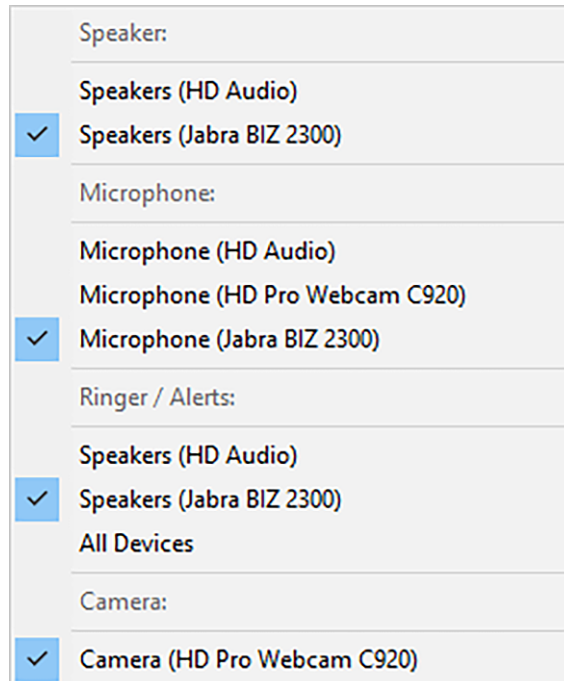 Speaker:
Speakers (HD Audio)
Speakers (Jabra BIZ 2300)
Microphone:
Microphone (HD Audio)
Microphone (HD Pro Webcam C920)
Microphone (Jabra BIZ 2300)
Ringer / Alerts:
Speakers (HD Audio)
Speakers (Jabra BIZ 2300)
All Devices
Camera:
Camera (HD Pro Webcam C920)